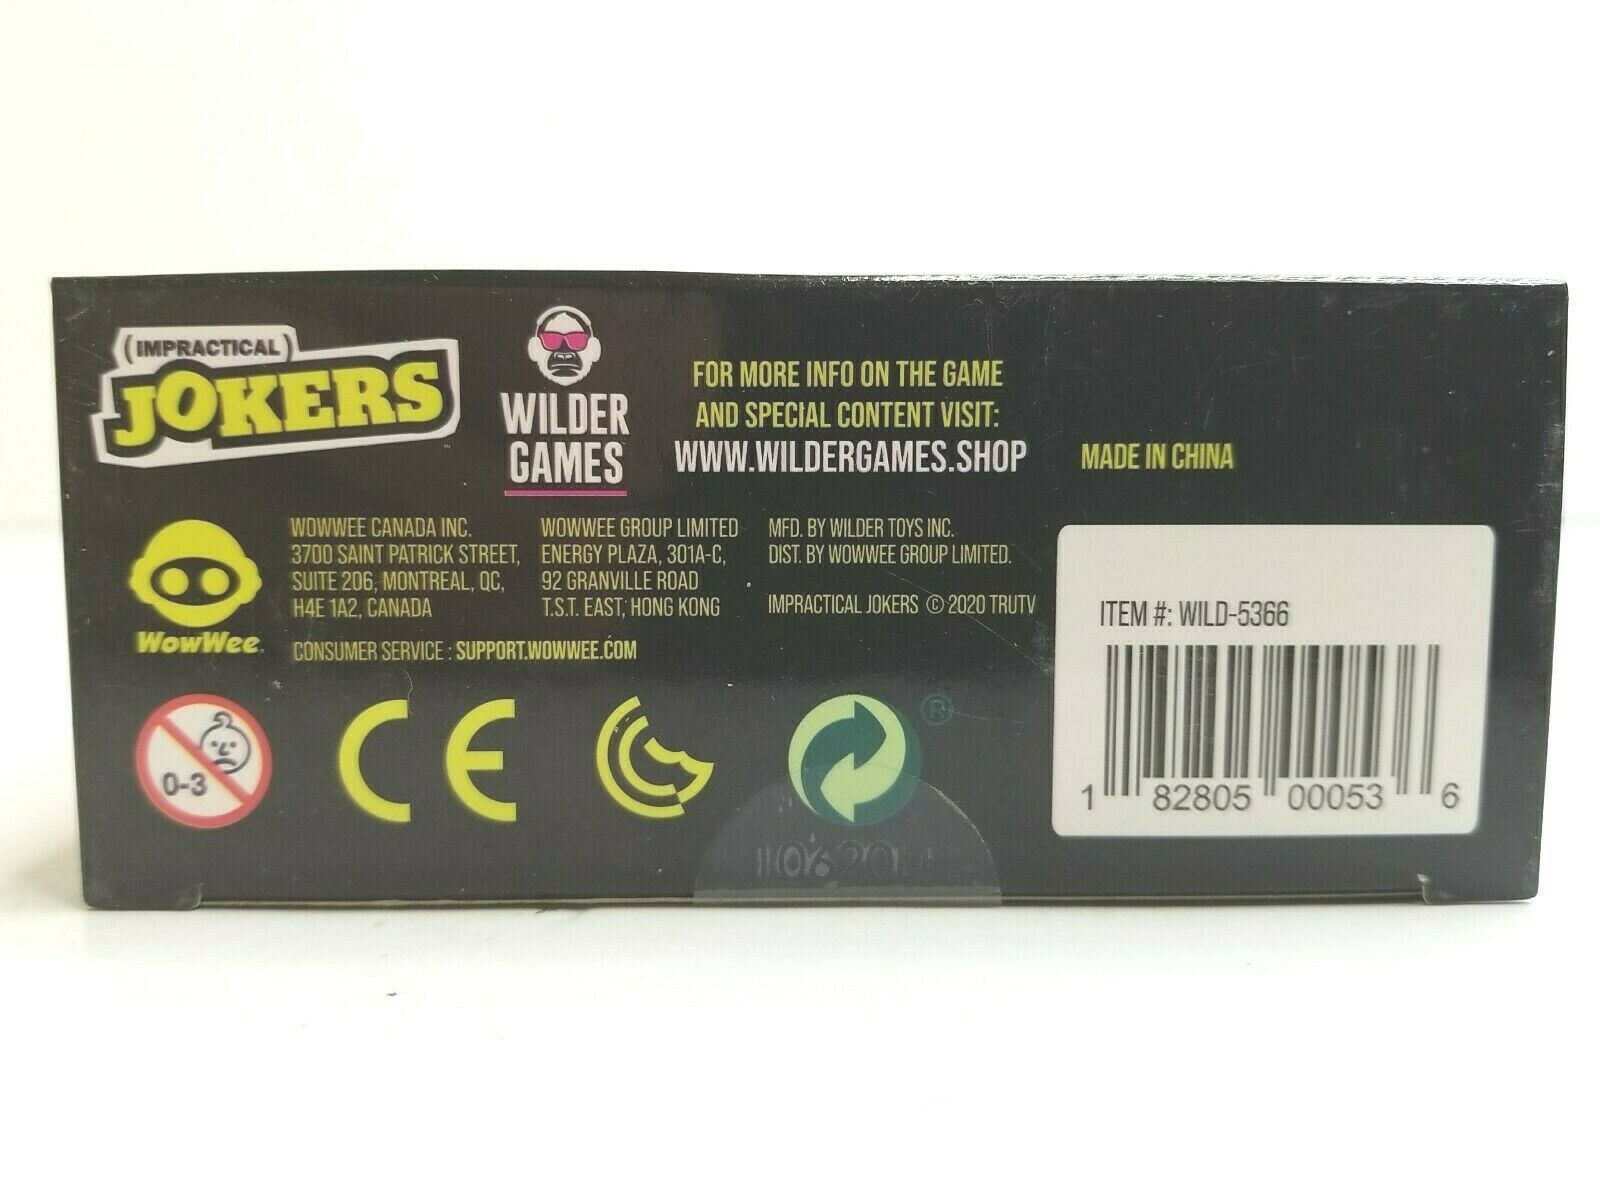 (IMPRACTICAL)
JOKERS™
WILDER
GAMES
FOR MORE INFO ON THE GAME
AND SPECIAL CONTENT VISIT:
WWW.WILDERGAMES.SHOP
MADE IN CHINA
WowWee
WOWWEE CANADA INC.
3700 SAINT PATRICK STREET,
SUITE 206, MONTREAL, QC,
H4E 1A2, CANADA
WOWWEE GROUP LIMITED
ENERGY PLAZA, 301A-C,
92 GRANVILLE ROAD
T.S.T. EAST, HONG KONG
MFD. BY WILDER TOYS INC.
DIST. BY WOWWEE GROUP LIMITED.
IMPRACTICAL JOKERS © 2020 TRUTV
CONSUMER SERVICE : SUPPORT.WOWWEE.COM
0-3
CE
®
ITEM #: WILD-5366
1 82805 00053 6